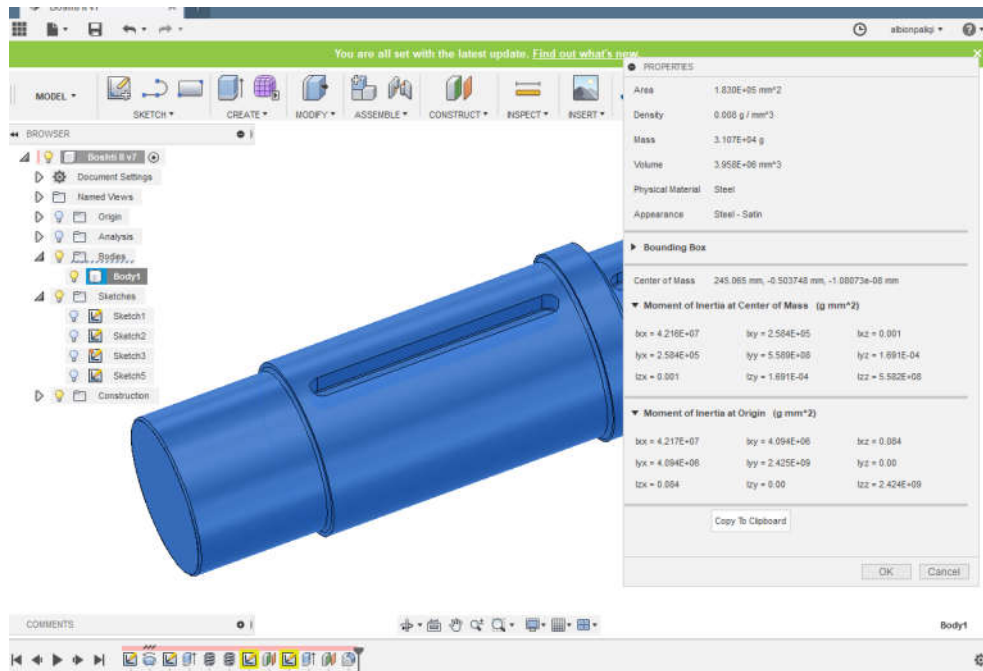 Boshti II v7
albionpaliqi
You are all set with the latest update. Find out what's new.
MODEL
SKETCH
CREATE
MODIFY
ASSEMBLE
CONSTRUCT
INSPECT
INSERT
BROWSER
Boshti II v7
Document Settings
Named Views
Origin
Analysis
Bodies
Body1
Sketches
Sketch1
Sketch2
Sketch3
Sketch5
Construction
PROPERTIES
Area 1.830E+05 mm^2
Density 0.008 g / mm^3
Mass 3.107E+04 g
Volume 3.958E+06 mm^3
Physical Material Steel
Appearance Steel - Satin
Bounding Box
Center of Mass 245.065 mm, -0.503748 mm, -1.08073e-08 mm
Moment of Inertia at Center of Mass (g mm^2)
Ixx = 4.216E+07 Ixy = 2.584E+05 Ixz = 0.001
Iyx = 2.584E+05 Iyy = 5.589E+08 Iyz = 1.691E-04
Izx = 0.001 Izy = 1.691E-04 Izz = 5.582E+08
Moment of Inertia at Origin (g mm^2)
Ixx = 4.217E+07 Ixy = 4.094E+06 Ixz = 0.084
Iyx = 4.094E+06 Iyy = 2.425E+09 Iyz = 0.00
Izx = 0.084 Izy = 0.00 Izz = 2.424E+09
Copy To Clipboard
OK Cancel
COMMENTS
Body1